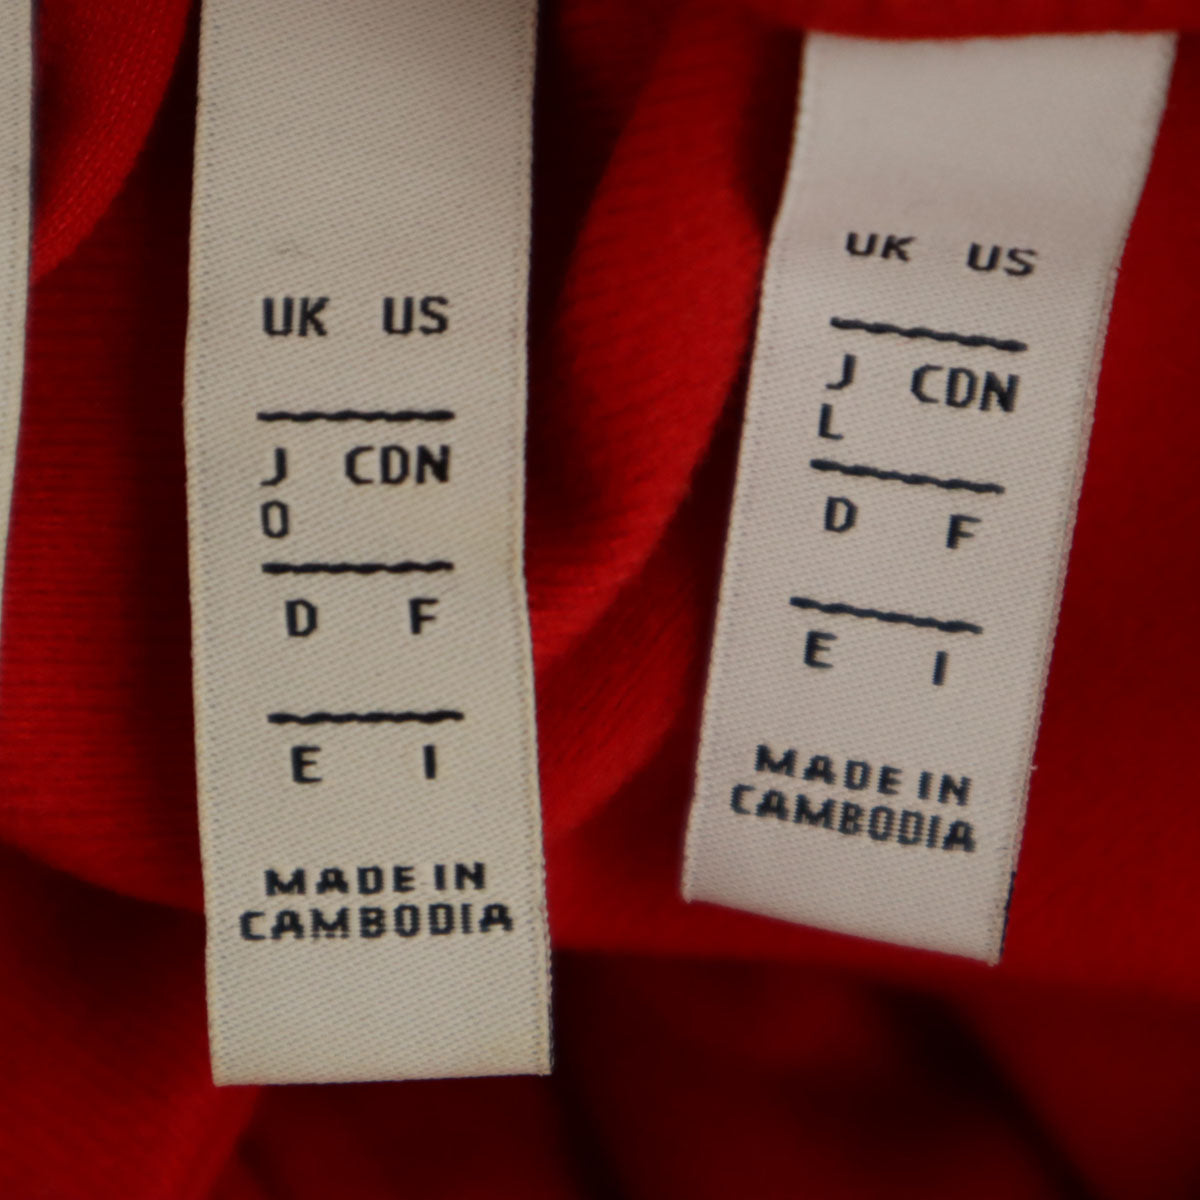 UK US
J CDN
O
D F
E I
MADE IN
CAMBODIA
UK US
J CDN
L
D F
E I
MADE IN
CAMBODIA